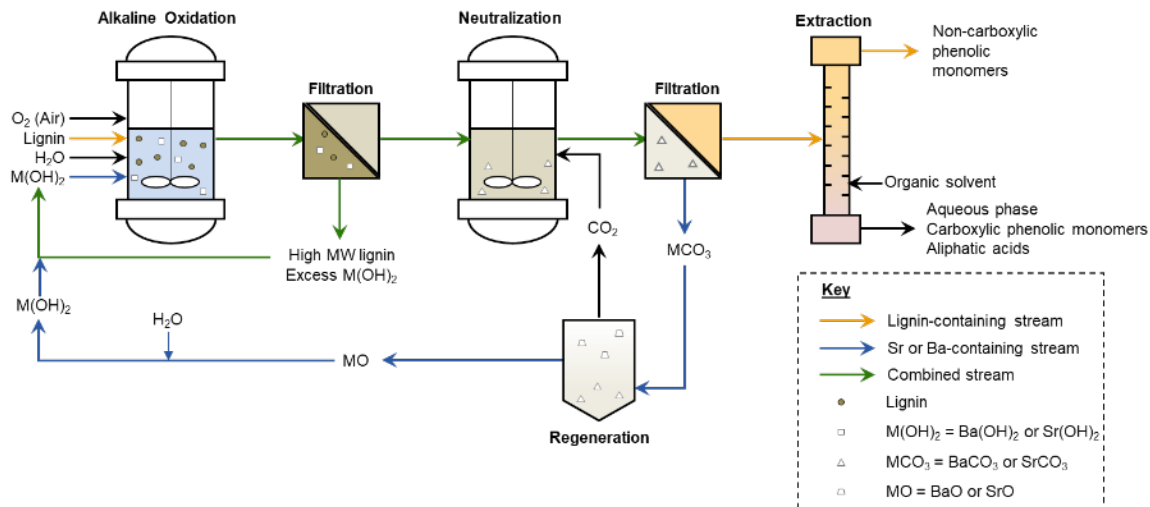 Alkaline Oxidation
Neutralization
Extraction
Filtration
Filtration
Non-carboxylic
phenolic
monomers
O₂ (Air)
Lignin
H₂O
M(OH)₂
Organic solvent
Aqueous phase
Carboxylic phenolic monomers
Aliphatic acids
High MW lignin
Excess M(OH)₂
CO₂
MCO₃
M(OH)₂
H₂O
MO
Regeneration
Key
Lignin-containing stream
Sr or Ba-containing stream
Combined stream
Lignin
M(OH)₂ = Ba(OH)₂ or Sr(OH)₂
MCO₃ = BaCO₃ or SrCO₃
MO = BaO or SrO